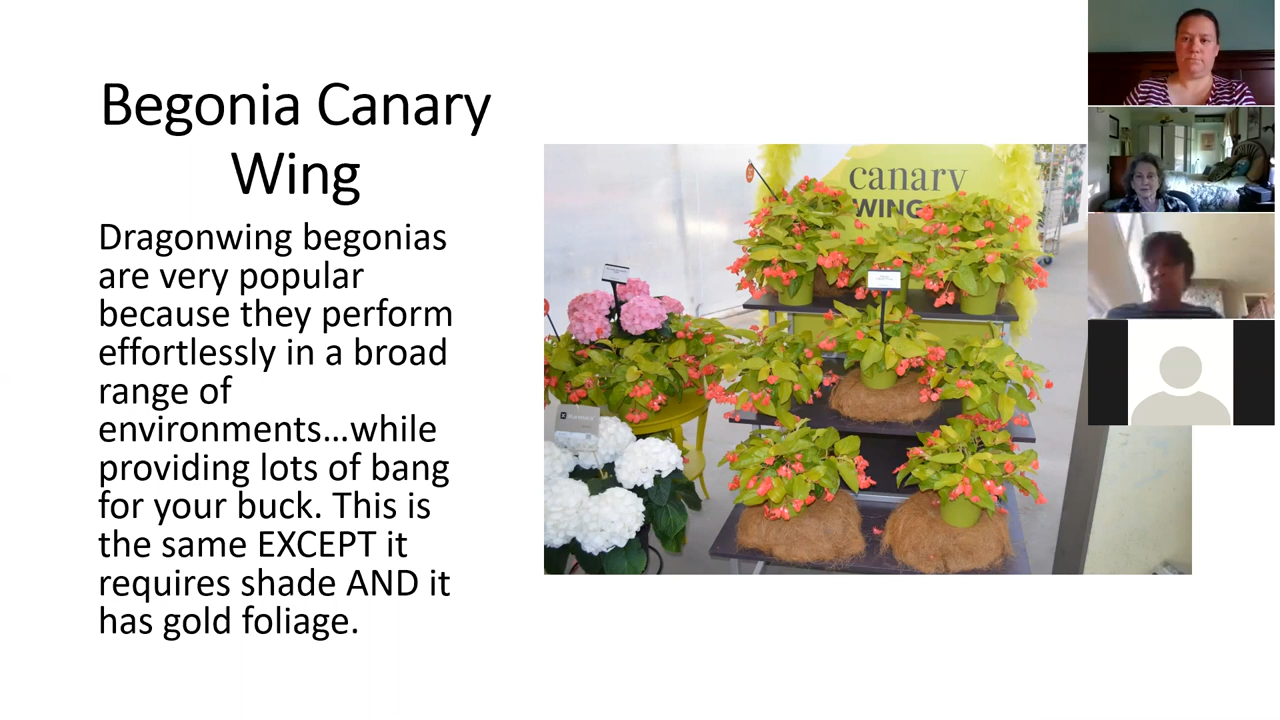 Begonia Canary
Wing
Dragonwing begonias
are very popular
because they perform
effortlessly in a broad
range of
environments…while
providing lots of bang
for your buck. This is
the same EXCEPT it
requires shade AND it
has gold foliage.
canary
WING